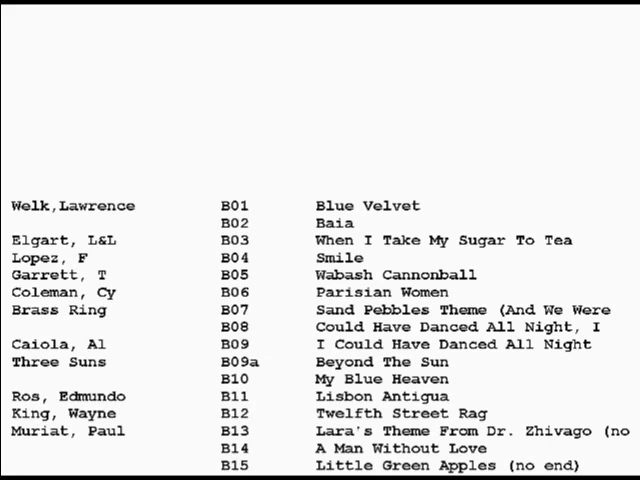 Welk,Lawrence B01 Blue Velvet
B02 Baia
Elgart, L&L B03 When I Take My Sugar To Tea
Lopez, F B04 Smile
Garrett, T B05 Wabash Cannonball
Coleman, Cy B06 Parisian Women
Brass Ring B07 Sand Pebbles Theme (And We Were
B08 Could Have Danced All Night, I
Caiola, Al B09 I Could Have Danced All Night
Three Suns B09a Beyond The Sun
B10 My Blue Heaven
Ros, Edmundo B11 Lisbon Antigua
King, Wayne B12 Twelfth Street Rag
Muriat, Paul B13 Lara's Theme From Dr. Zhivago (no
B14 A Man Without Love
B15 Little Green Apples (no end)